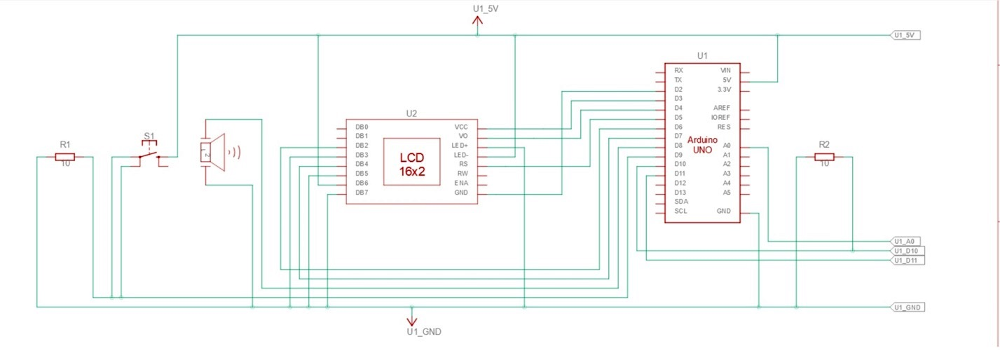 U1_5V
U1_5V
U1
RX
VIN
TX
5V
D2
3.3V
D3
D4
AREF
D5
IOREF
D6
RES
D7
Arduino
UNO
D8
A0
D9
A1
D10
A2
D11
A3
D12
A4
D13
A5
SDA
SCL
GND
U2
DB0
VCC
DB1
VO
DB2
LED+
DB3
LED-
DB4
RS
DB5
RW
DB6
ENA
DB7
GND
LCD
16x2
S1
R1
10
R2
10
U1_A0
U1_D10
U1_D11
U1_GND
U1_GND